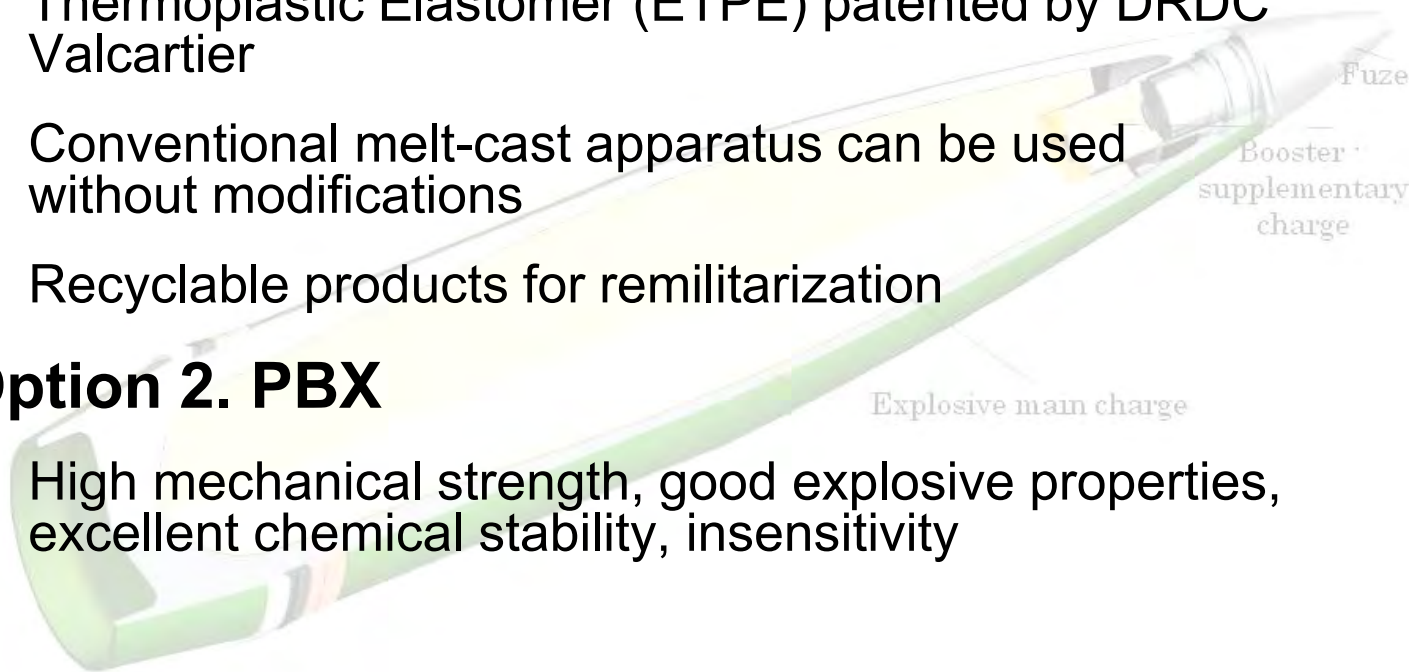 Thermoplastic Elastomer (ETPE) patented by DRDC
Valcartier
Fuze
Conventional melt-cast apparatus can be used
without modifications
Booster
supplementary
charge
Recyclable products for remilitarization
ption 2. PBX
Explosive main charge
High mechanical strength, good explosive properties,
excellent chemical stability, insensitivity